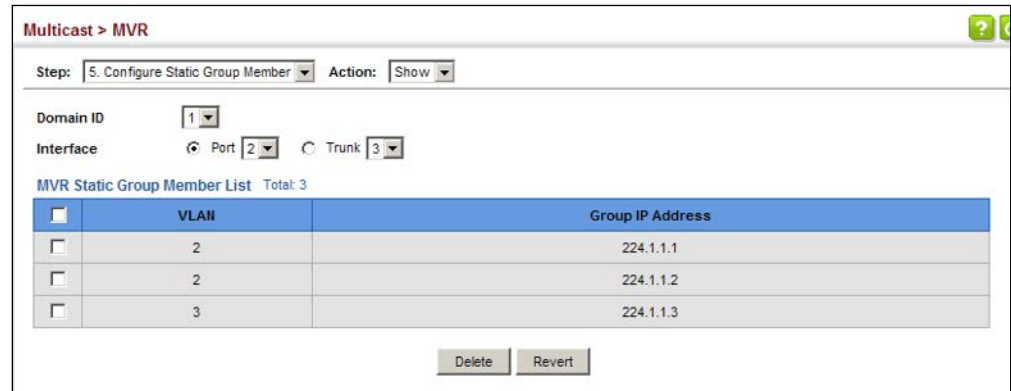 Multicast > MVR
?
Step: 5. Configure Static Group Member Action: Show
Domain ID 1
Interface Port 2 Trunk 3
MVR Static Group Member List Total: 3
VLAN Group IP Address
2 224.1.1.1
2 224.1.1.2
3 224.1.1.3
Delete Revert